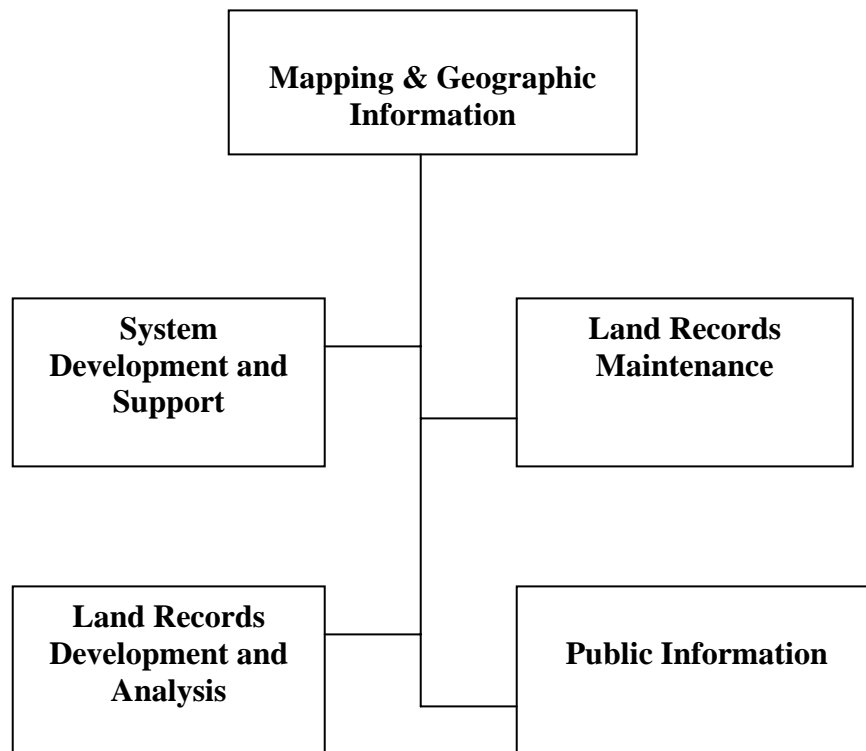 Mapping & Geographic
Information
System
Development and
Support
Land Records
Maintenance
Land Records
Development and
Analysis
Public Information